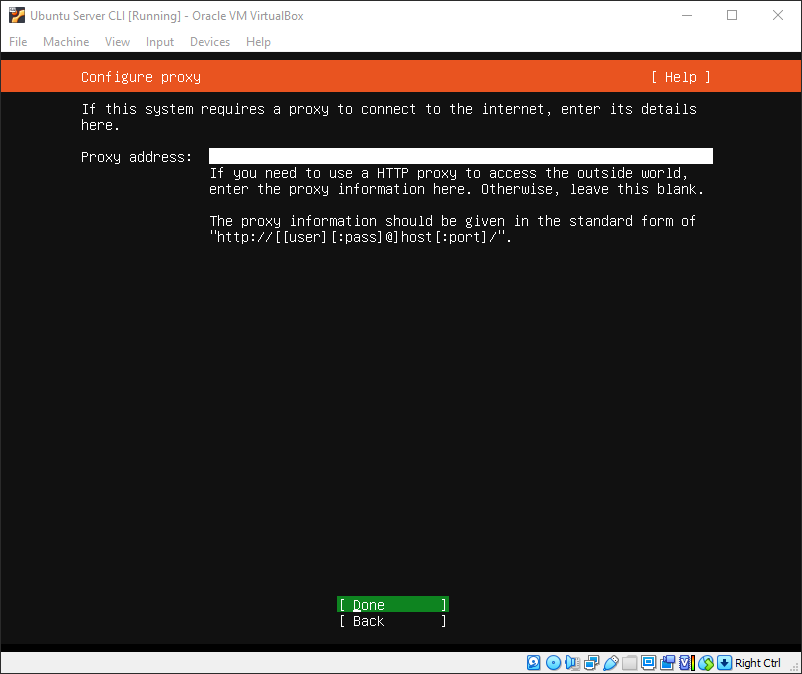 Ubuntu Server CLI [Running] - Oracle VM VirtualBox
File Machine View Input Devices Help
Configure proxy [ Help ]
If this system requires a proxy to connect to the internet, enter its details
here.
Proxy address:
If you need to use a HTTP proxy to access the outside world,
enter the proxy information here. Otherwise, leave this blank.
The proxy information should be given in the standard form of
"http://[[user][:pass]@]host[:port]/".
[ Done ]
[ Back ]
Right Ctrl